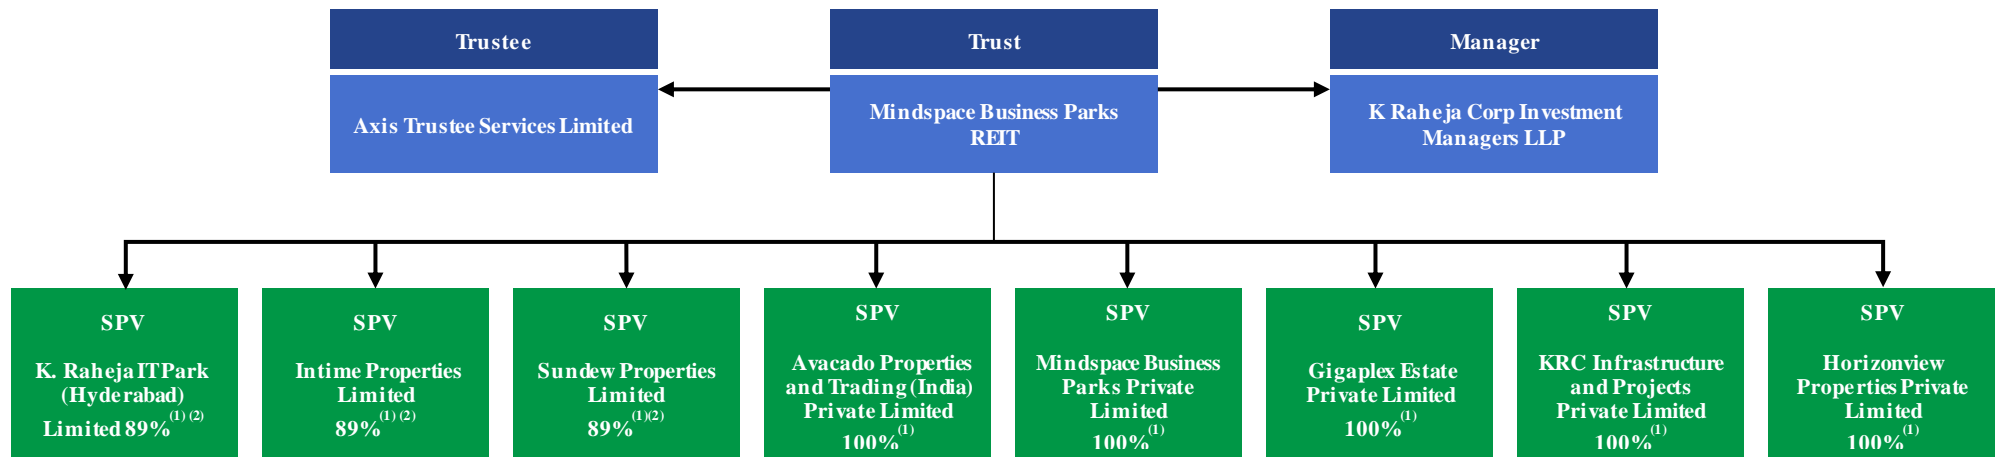 Trustee
Axis Trustee Services Limited
Trust
Mindspace Business Parks
REIT
Manager
K Raheja Corp Investment
Managers LLP
SPV
K. Raheja IT Park
(Hyderabad)
Limited 89%(1) (2)
SPV
Intime Properties
Limited
89%(1) (2)
SPV
Sundew Properties
Limited
89%(1)(2)
SPV
Avacado Properties
and Trading (India)
Private Limited
100%(1)
SPV
Mindspace Business
Parks Private
Limited
100%(1)
SPV
Gigaplex Estate
Private Limited
100%(1)
SPV
KRC Infrastructure
and Projects
Private Limited
100%(1)
SPV
Horizonview
Properties Private
Limited
100%(1)